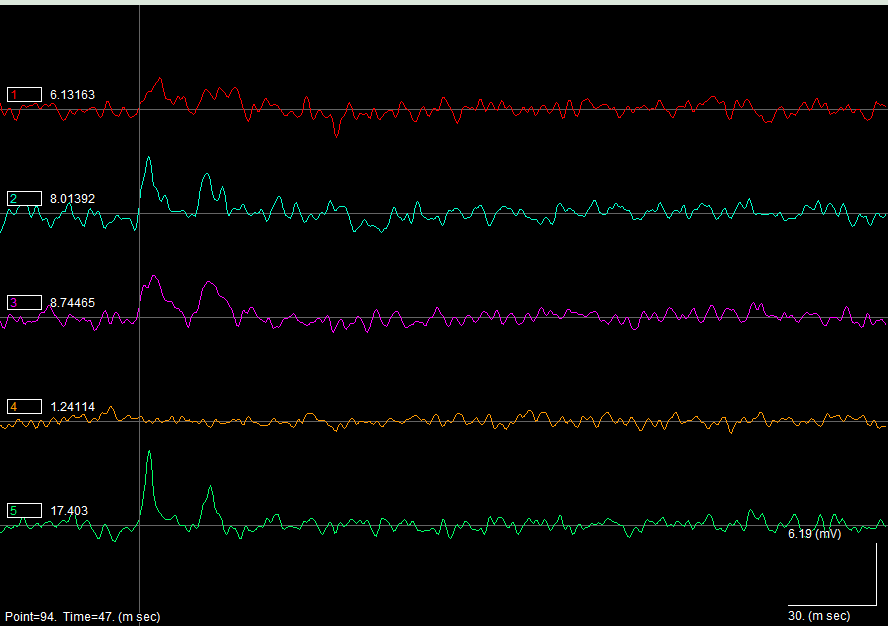 1 6.13163
2 8.01392
3 8.74465
4 1.24114
5 17.403
6.19 (mV)
Point=94. Time=47. (m sec)
30. (m sec)